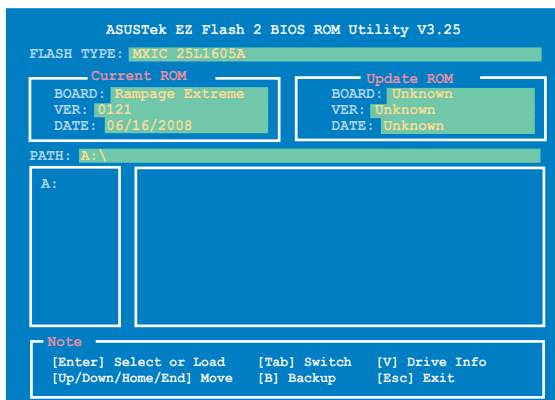 ASUSTek EZ Flash 2 BIOS ROM Utility V3.25
FLASH TYPE: MXIC 25L1605A
Current ROM
BOARD: Rampage Extreme
VER: 0121
DATE: 06/16/2008
Update ROM
BOARD: Unknown
VER: Unknown
DATE: Unknown
PATH: A:\
A:
Note
[Enter] Select or Load [Tab] Switch [V] Drive Info
[Up/Down/Home/End] Move [B] Backup [Esc] Exit